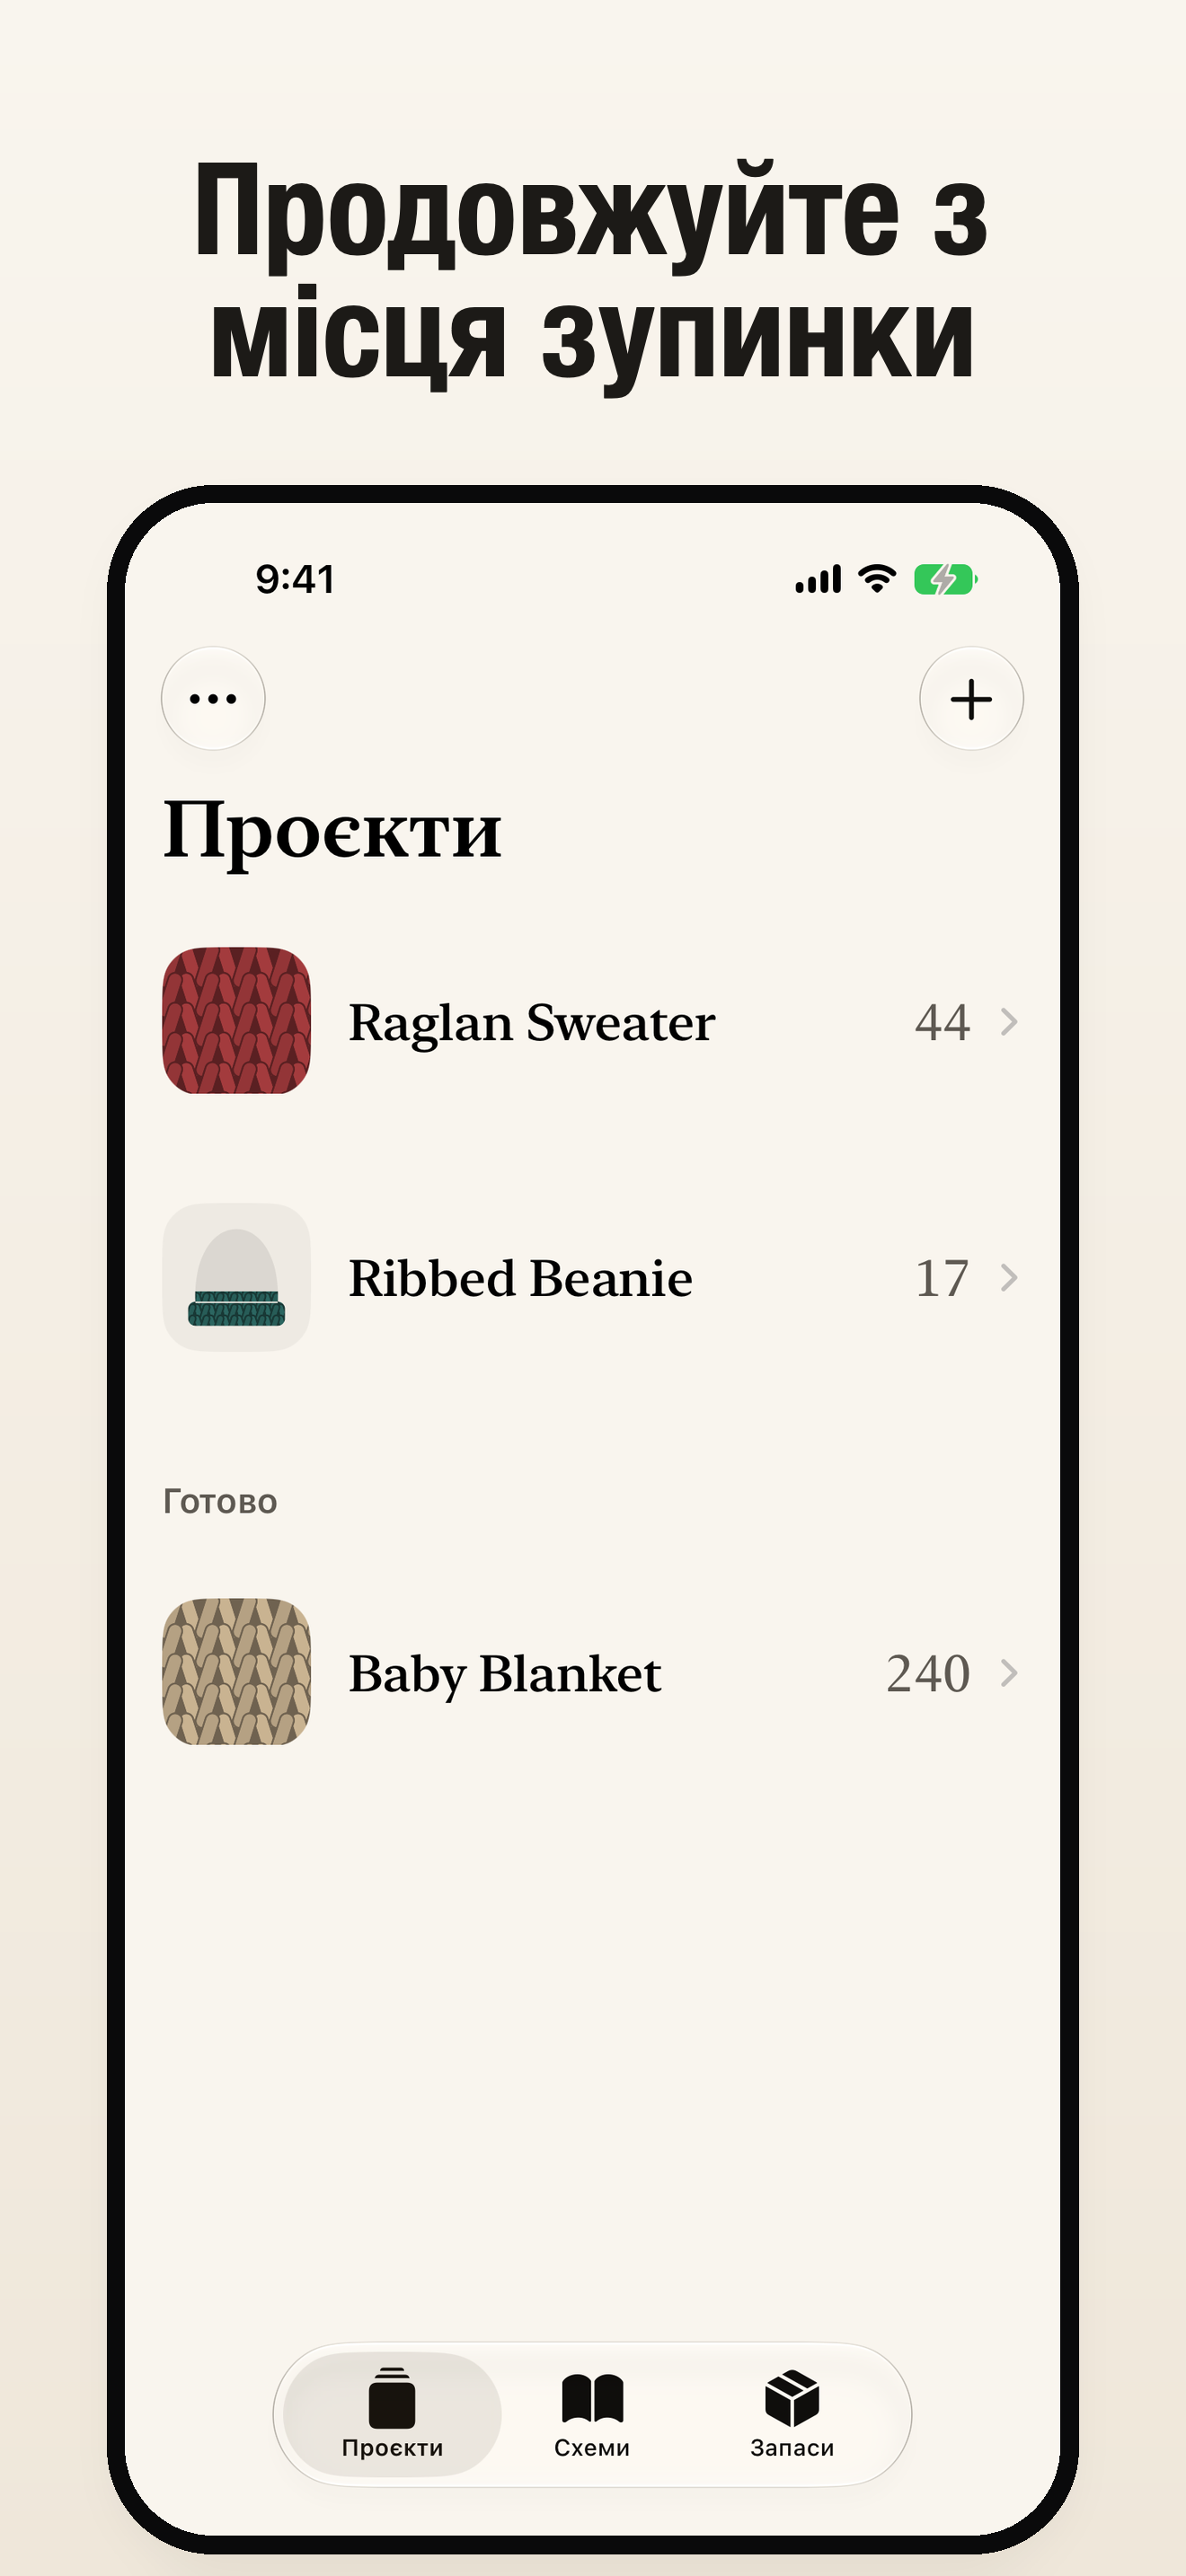 Продовжуйте з
місця зупинки
9:41
Проєкти
Raglan Sweater 44
Ribbed Beanie 17
Готово
Baby Blanket 240
Проєкти Схеми Запаси